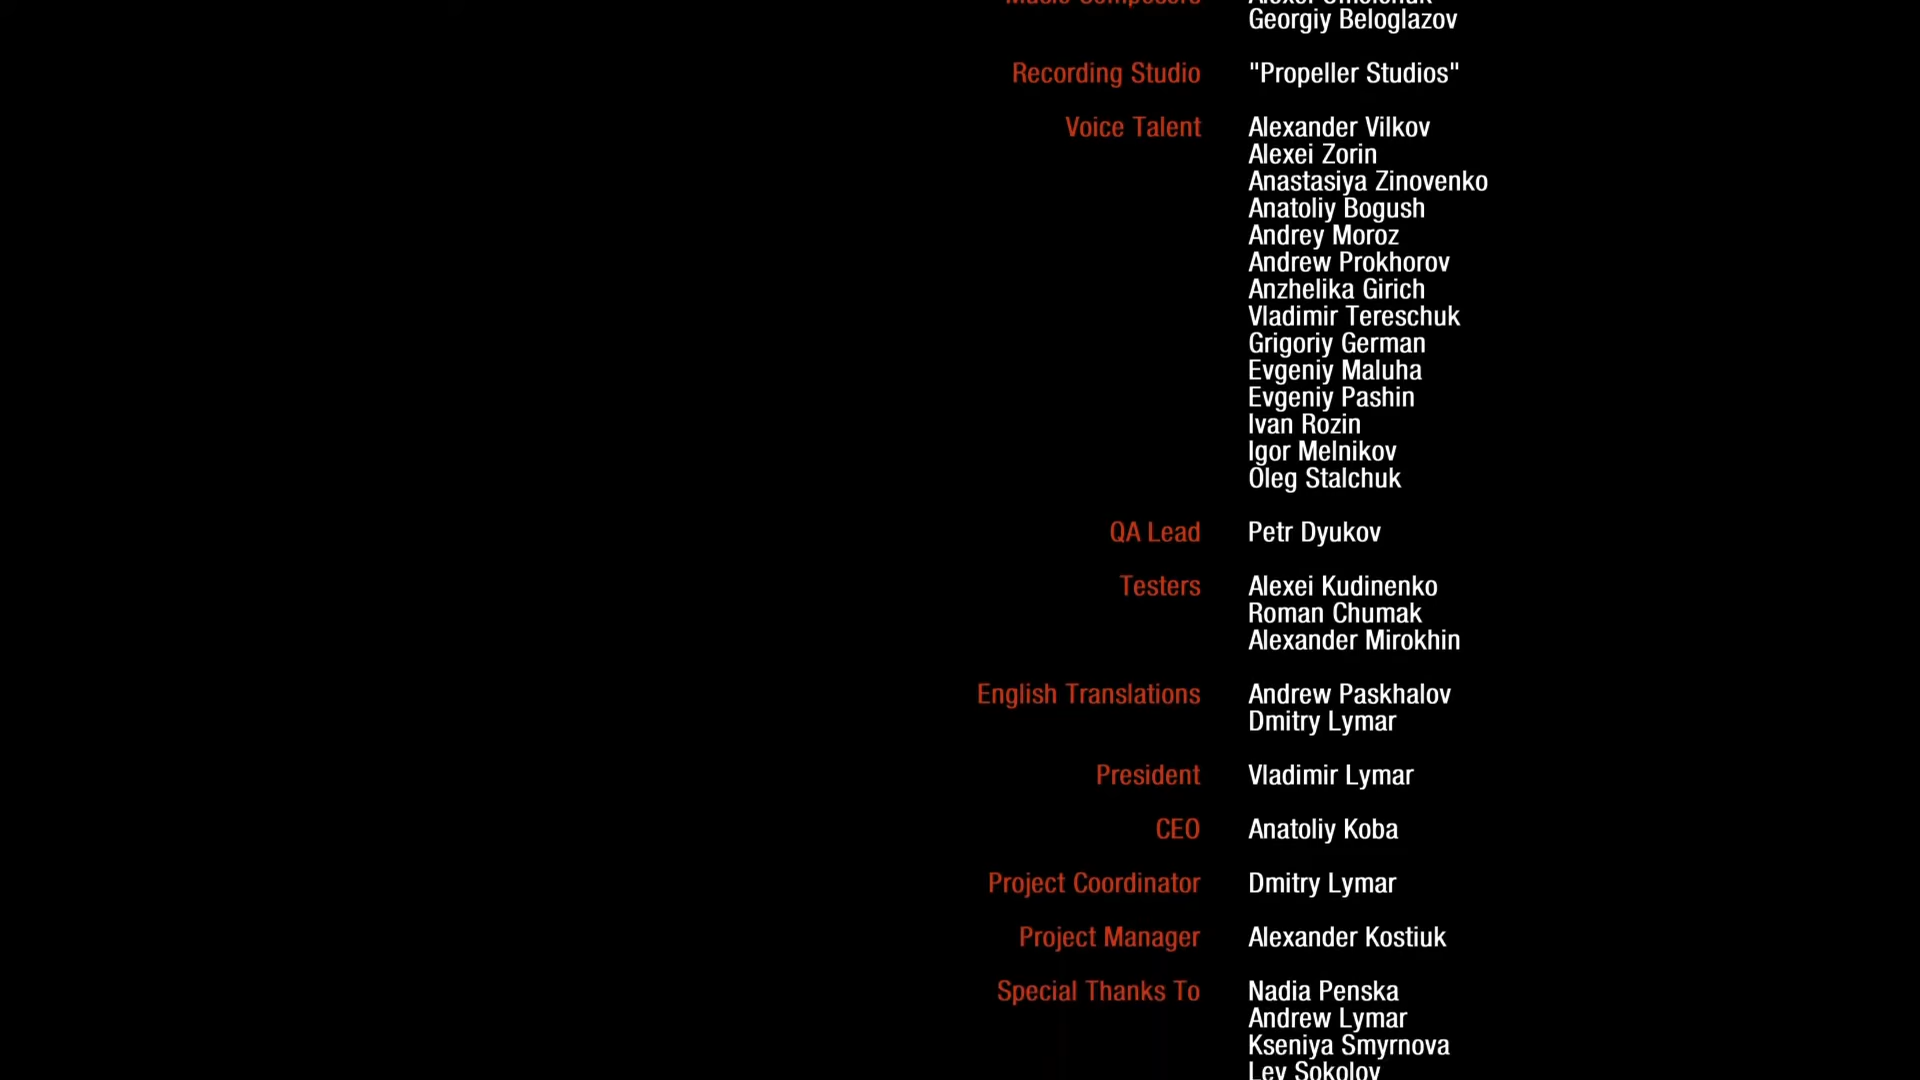 Music Composers Alexei Omelchuk
Georgiy Beloglazov
Recording Studio "Propeller Studios"
Voice Talent Alexander Vilkov
Alexei Zorin
Anastasiya Zinovenko
Anatoliy Bogush
Andrey Moroz
Andrew Prokhorov
Anzhelika Girich
Vladimir Tereschuk
Grigoriy German
Evgeniy Maluha
Evgeniy Pashin
Ivan Rozin
Igor Melnikov
Oleg Stalchuk
QA Lead Petr Dyukov
Testers Alexei Kudinenko
Roman Chumak
Alexander Mirokhin
English Translations Andrew Paskhalov
Dmitry Lymar
President Vladimir Lymar
CEO Anatoliy Koba
Project Coordinator Dmitry Lymar
Project Manager Alexander Kostiuk
Special Thanks To Nadia Penska
Andrew Lymar
Kseniya Smyrnova
Lev Sokolov